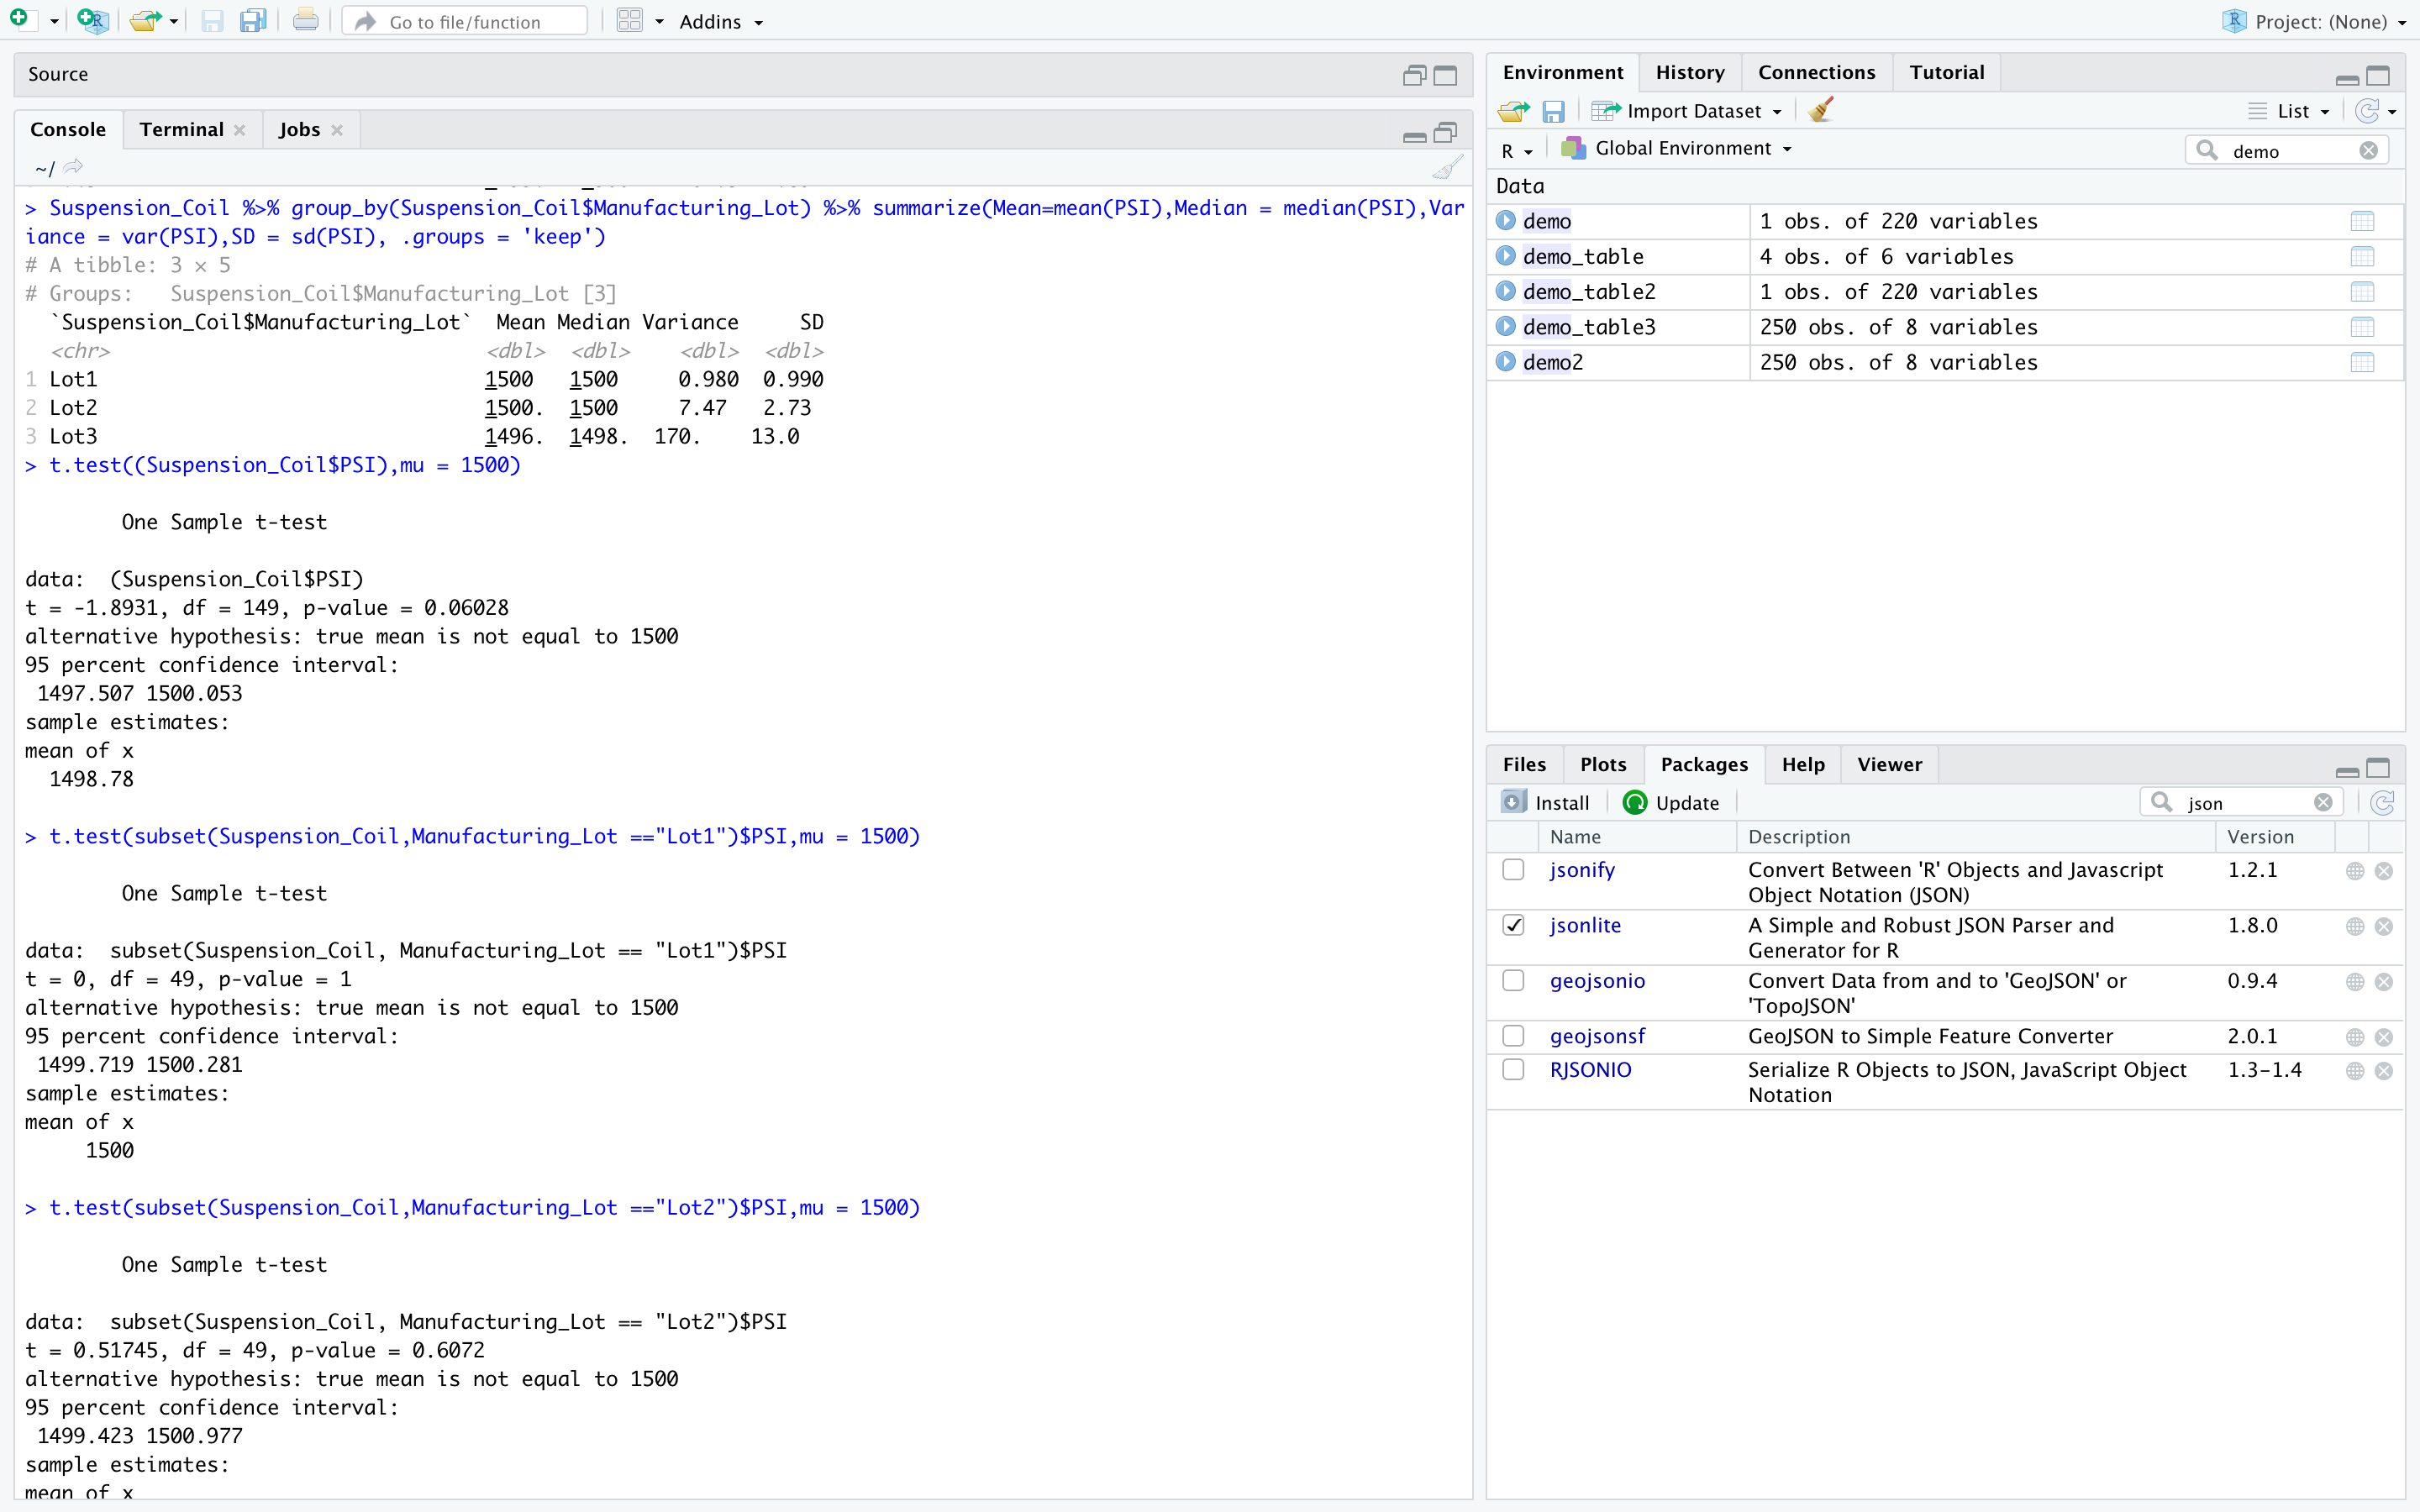 Go to file/function
Addins
Project: (None)
Source
Console
Terminal
Jobs
~/
> Suspension_Coil %>% group_by(Suspension_Coil$Manufacturing_Lot) %>% summarize(Mean=mean(PSI),Median = median(PSI),Var
iance = var(PSI),SD = sd(PSI), .groups = 'keep')
# A tibble: 3 × 5
# Groups:   Suspension_Coil$Manufacturing_Lot [3]
`Suspension_Coil$Manufacturing_Lot`  Mean Median Variance     SD
<chr>                               <dbl>  <dbl>    <dbl>  <dbl>
1 Lot1                                1500   1500     0.980  0.990
2 Lot2                                1500.  1500     7.47   2.73
3 Lot3                                1496.  1498.  170.    13.0
> t.test((Suspension_Coil$PSI),mu = 1500)
One Sample t-test
data:  (Suspension_Coil$PSI)
t = -1.8931, df = 149, p-value = 0.06028
alternative hypothesis: true mean is not equal to 1500
95 percent confidence interval:
1497.507 1500.053
sample estimates:
mean of x
1498.78
> t.test(subset(Suspension_Coil,Manufacturing_Lot =="Lot1")$PSI,mu = 1500)
One Sample t-test
data:  subset(Suspension_Coil, Manufacturing_Lot == "Lot1")$PSI
t = 0, df = 49, p-value = 1
alternative hypothesis: true mean is not equal to 1500
95 percent confidence interval:
1499.719 1500.281
sample estimates:
mean of x
1500
> t.test(subset(Suspension_Coil,Manufacturing_Lot =="Lot2")$PSI,mu = 1500)
One Sample t-test
data:  subset(Suspension_Coil, Manufacturing_Lot == "Lot2")$PSI
t = 0.51745, df = 49, p-value = 0.6072
alternative hypothesis: true mean is not equal to 1500
95 percent confidence interval:
1499.423 1500.977
sample estimates:
mean of x
Environment
History
Connections
Tutorial
Import Dataset
List
R
Global Environment
demo
Data
demo 1 obs. of 220 variables
demo_table 4 obs. of 6 variables
demo_table2 1 obs. of 220 variables
demo_table3 250 obs. of 8 variables
demo2 250 obs. of 8 variables
Files
Plots
Packages
Help
Viewer
Install
Update
json
Name Description Version
jsonify Convert Between 'R' Objects and Javascript 1.2.1
Object Notation (JSON)
jsonlite A Simple and Robust JSON Parser and 1.8.0
Generator for R
geojsonio Convert Data from and to 'GeoJSON' or 0.9.4
'TopoJSON'
geojsonsf GeoJSON to Simple Feature Converter 2.0.1
RJSONIO Serialize R Objects to JSON, JavaScript Object 1.3-1.4
Notation